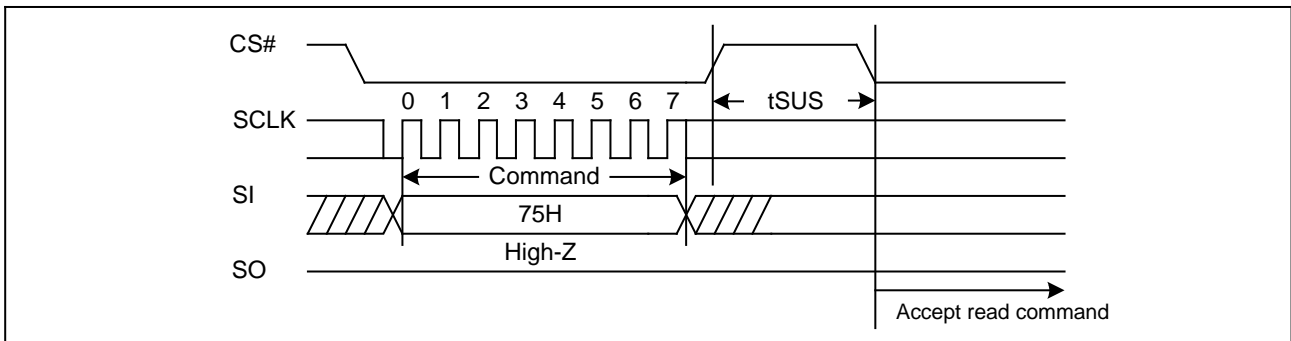 CS#
0 1 2 3 4 5 6 7
tSUS
SCLK
Command
SI
75H
High-Z
SO
Accept read command